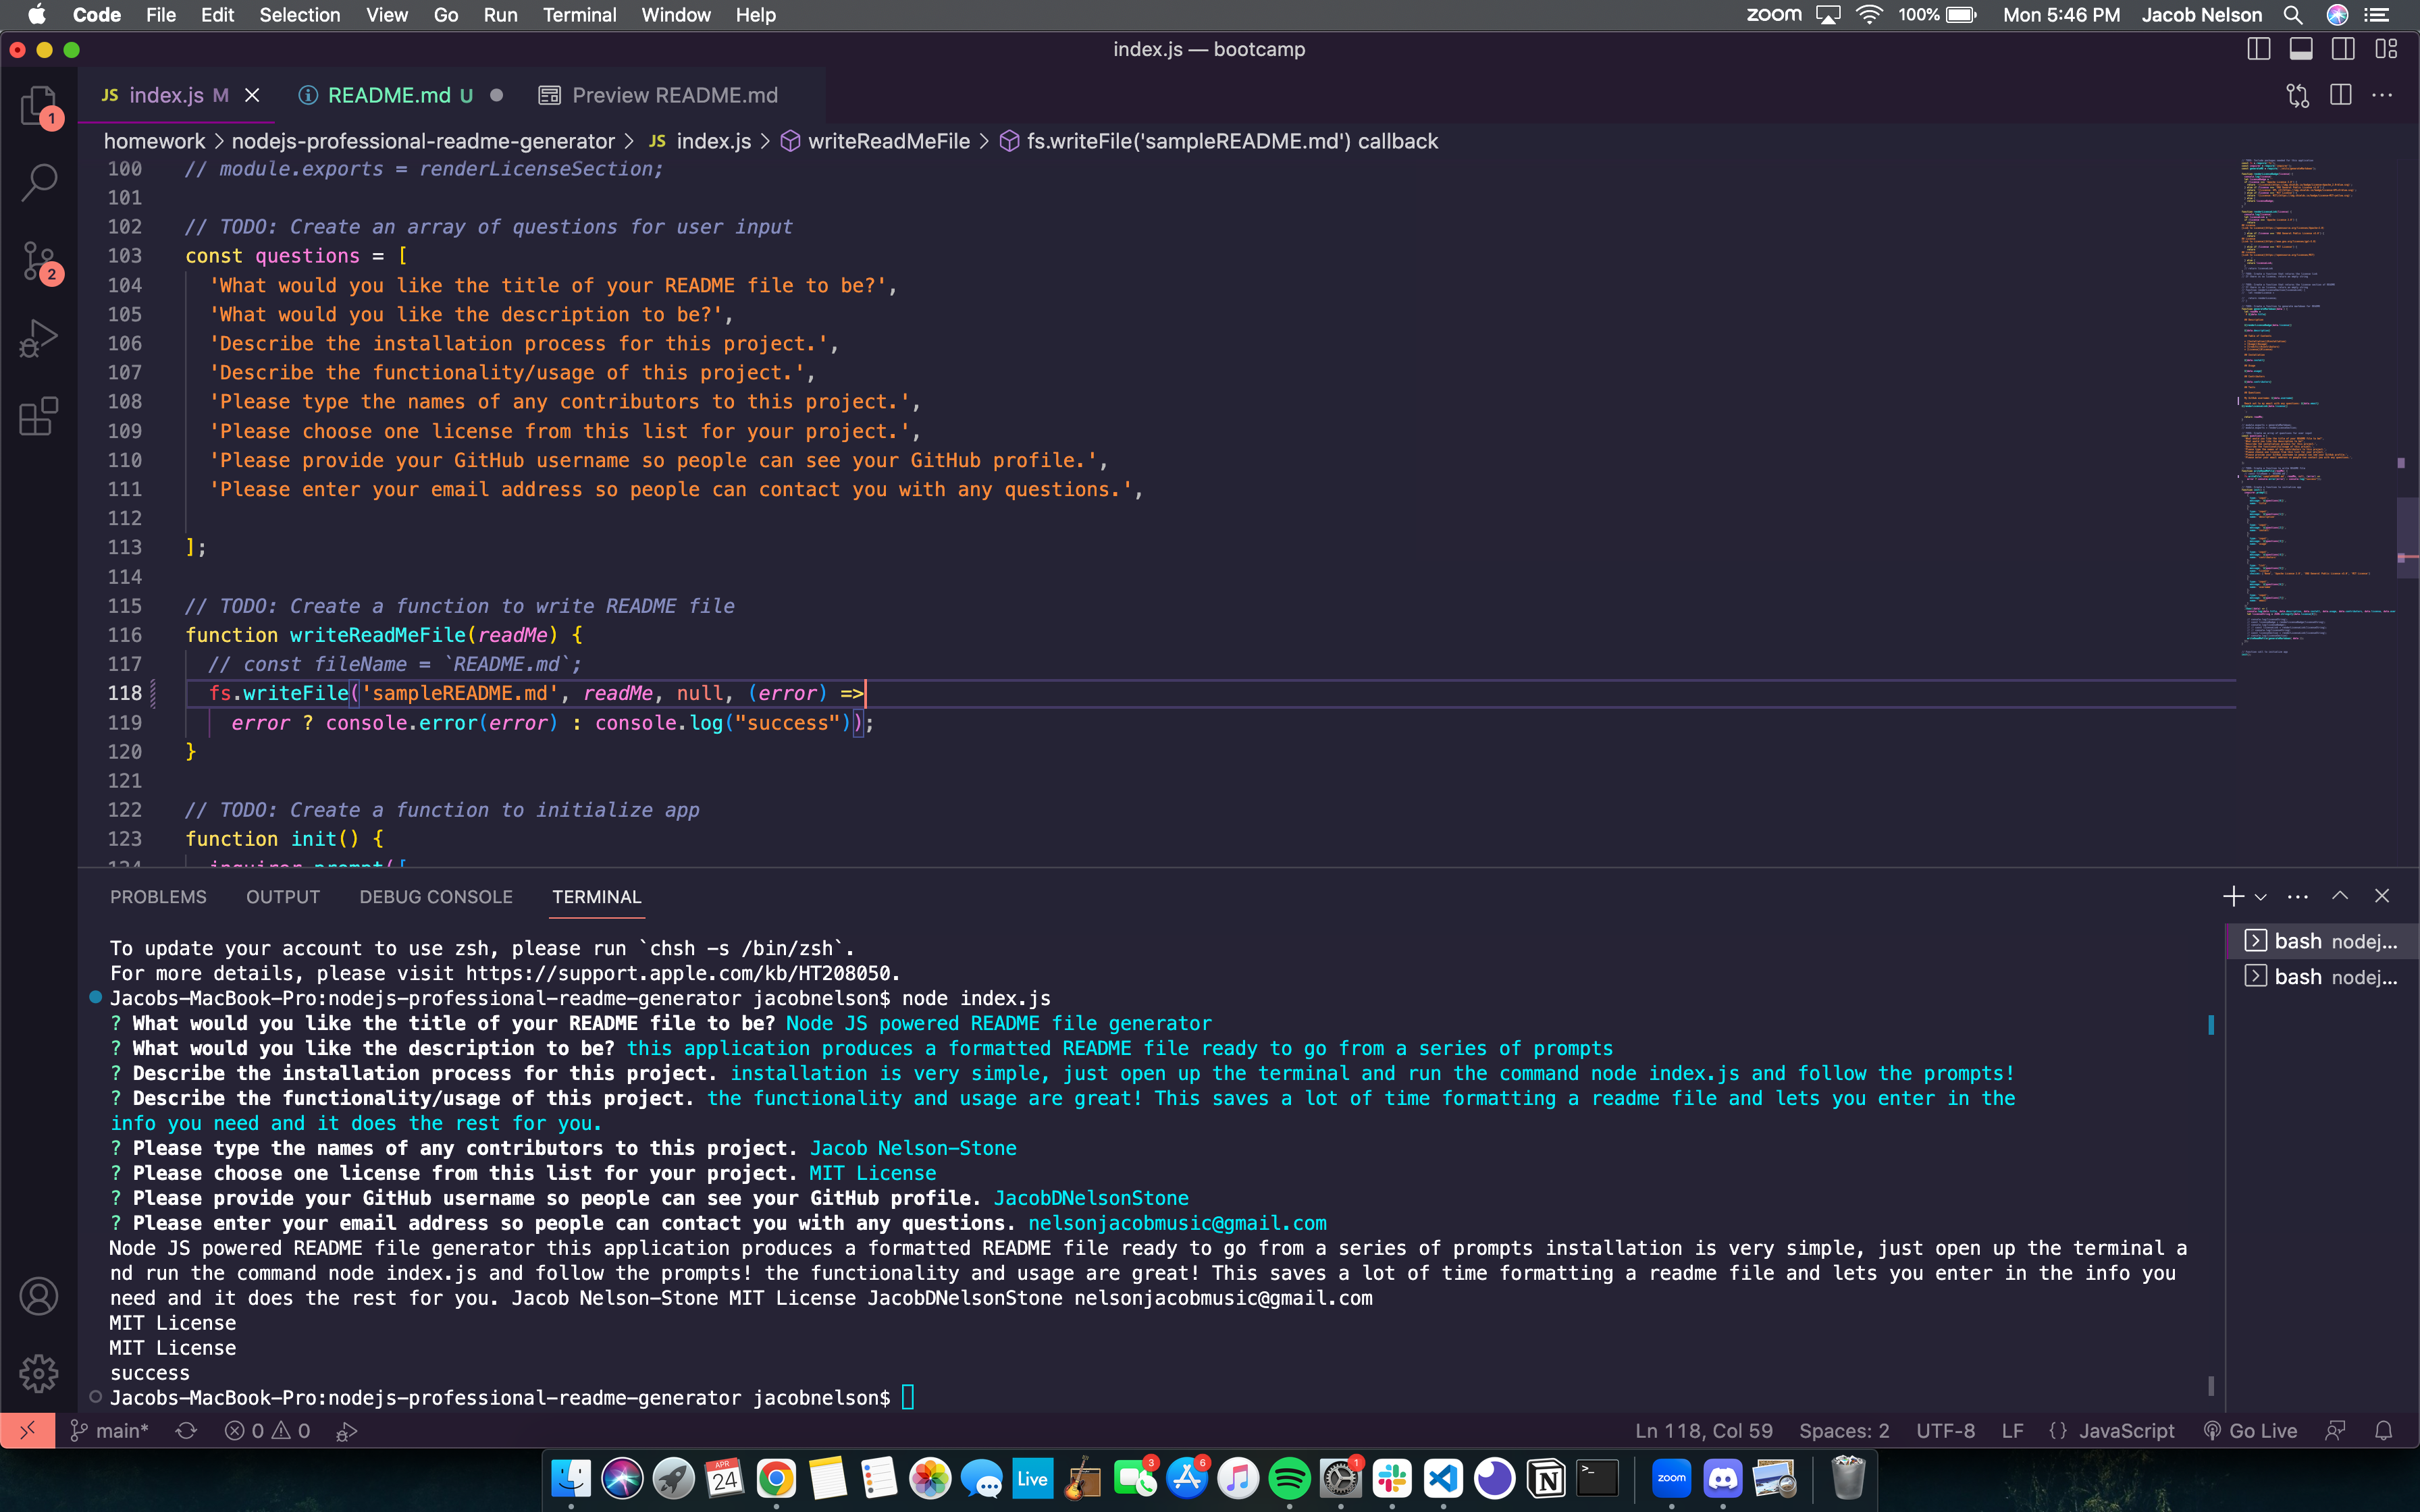 Code File Edit Selection View Go Run Terminal Window Help zoom 100% Mon 5:46 PM Jacob Nelson
index.js — bootcamp
JS index.js M README.md U Preview README.md
1
homework > nodejs-professional-readme-generator > JS index.js > writeReadMeFile > fs.writeFile('sampleREADME.md') callback
100 // module.exports = renderLicenseSection;
101
102 // TODO: Create an array of questions for user input
103 const questions = [
2
104 'What would you like the title of your README file to be?',
105 'What would you like the description to be?',
106 'Describe the installation process for this project.',
107 'Describe the functionality/usage of this project.',
108 'Please type the names of any contributors to this project.',
109 'Please choose one license from this list for your project.',
110 'Please provide your GitHub username so people can see your GitHub profile.',
111 'Please enter your email address so people can contact you with any questions.',
112
113 ];
114
115 // TODO: Create a function to write README file
116 function writeReadMeFile(readMe) {
117 // const fileName = `README.md`;
118 fs.writeFile('sampleREADME.md', readMe, null, (error) =>
119 error ? console.error(error) : console.log("success"));
120 }
121
122 // TODO: Create a function to initialize app
123 function init() {
124 inquirer.prompt([
PROBLEMS OUTPUT DEBUG CONSOLE TERMINAL
To update your account to use zsh, please run `chsh -s /bin/zsh`.
For more details, please visit https://support.apple.com/kb/HT208050.
Jacobs-MacBook-Pro:nodejs-professional-readme-generator jacobnelson$ node index.js
? What would you like the title of your README file to be? Node JS powered README file generator
? What would you like the description to be? this application produces a formatted README file ready to go from a series of prompts
? Describe the installation process for this project. installation is very simple, just open up the terminal and run the command node index.js and follow the prompts!
? Describe the functionality/usage of this project. the functionality and usage are great! This saves a lot of time formatting a readme file and lets you enter in the
info you need and it does the rest for you.
? Please type the names of any contributors to this project. Jacob Nelson-Stone
? Please choose one license from this list for your project. MIT License
? Please provide your GitHub username so people can see your GitHub profile. JacobDNelsonStone
? Please enter your email address so people can contact you with any questions. nelsonjacobmusic@gmail.com
Node JS powered README file generator this application produces a formatted README file ready to go from a series of prompts installation is very simple, just open up the terminal a
nd run the command node index.js and follow the prompts! the functionality and usage are great! This saves a lot of time formatting a readme file and lets you enter in the info you
need and it does the rest for you. Jacob Nelson-Stone MIT License JacobDNelsonStone nelsonjacobmusic@gmail.com
MIT License
MIT License
success
Jacobs-MacBook-Pro:nodejs-professional-readme-generator jacobnelson$
bash nodej...
bash nodej...
main* 0 0 Ln 118, Col 59 Spaces: 2 UTF-8 LF {} JavaScript Go Live
APR 24 Live 3 6 1 zoom